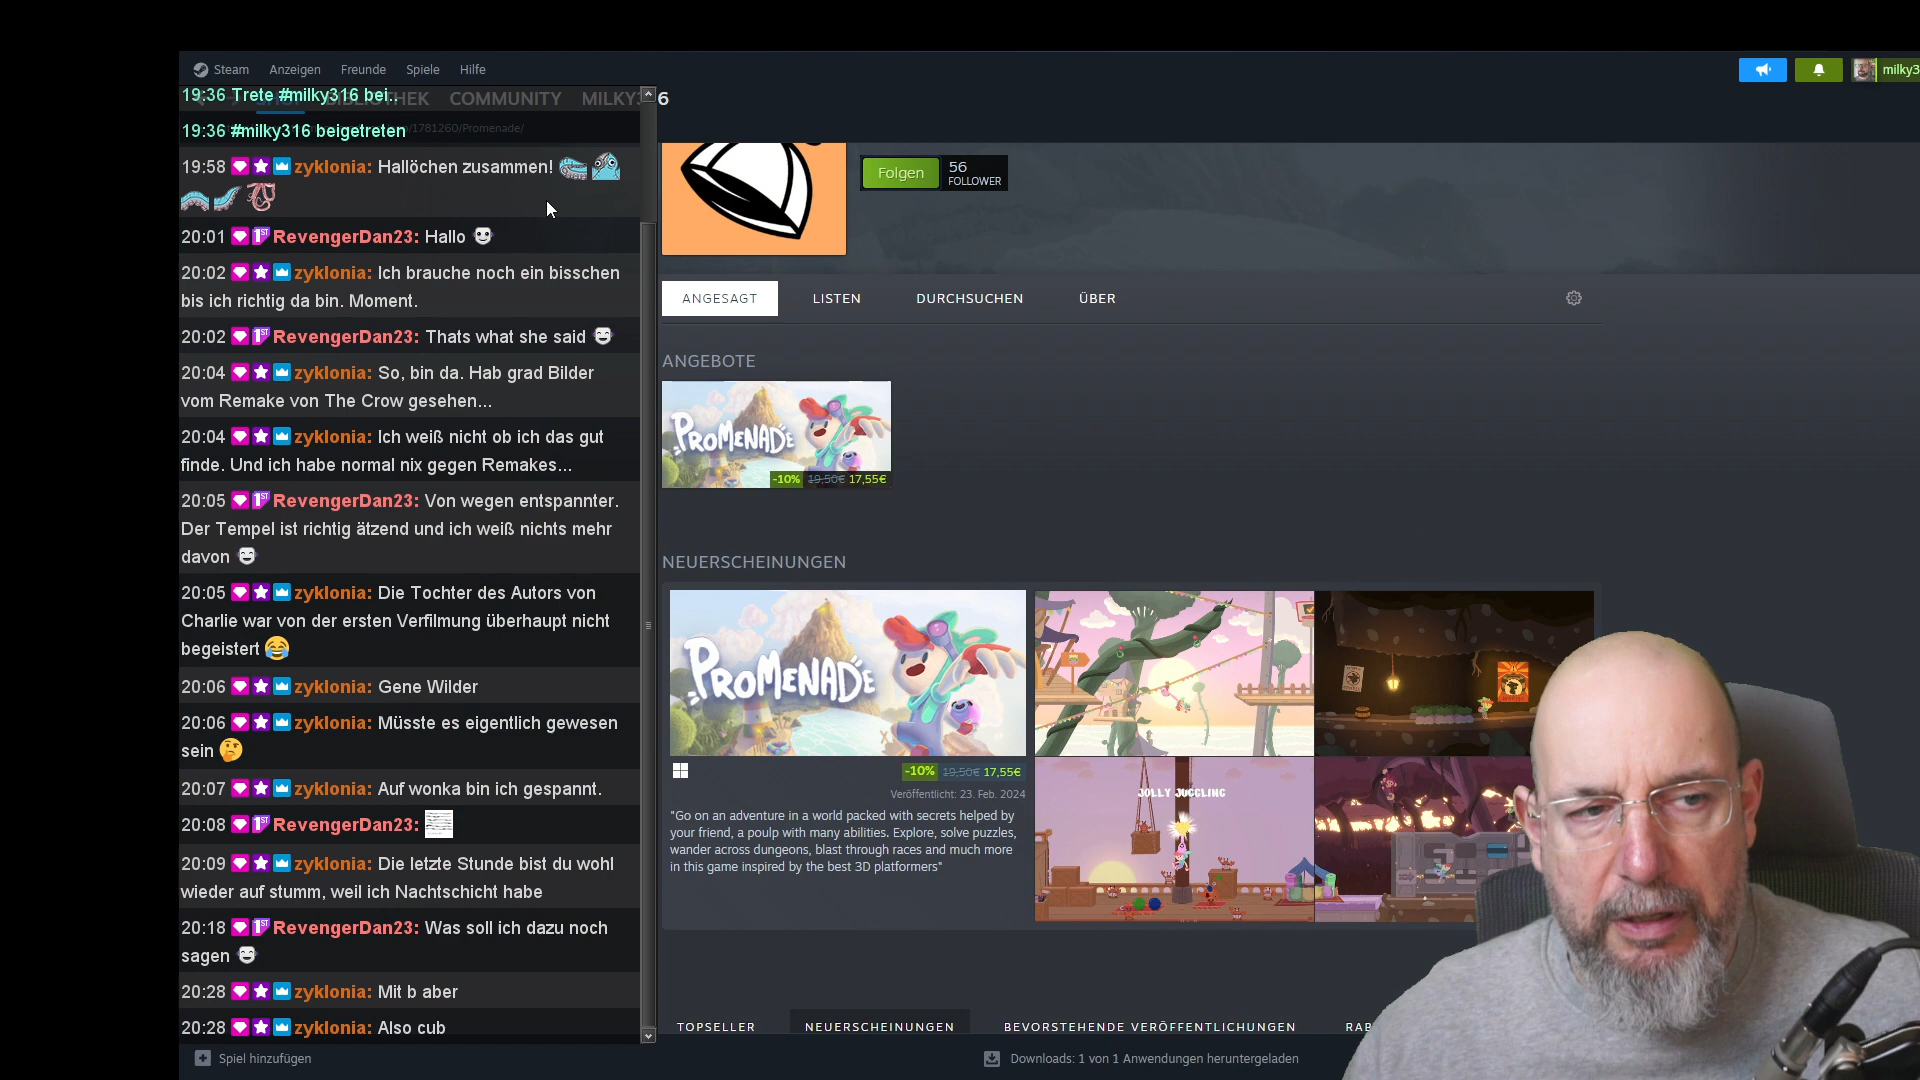 Steam Anzeigen Freunde Spiele Hilfe
milky3
COMMUNITY
/1781260/Promenade/
19:36 Trete #milky316 bei..
19:36 #milky316 beigetreten
19:58 zyklonia: Hallöchen zusammen!
20:01 1ST RevengerDan23: Hallo
20:02 zyklonia: Ich brauche noch ein bisschen
bis ich richtig da bin. Moment.
20:02 1ST RevengerDan23: Thats what she said
20:04 zyklonia: So, bin da. Hab grad Bilder
vom Remake von The Crow gesehen...
20:04 zyklonia: Ich weiß nicht ob ich das gut
finde. Und ich habe normal nix gegen Remakes...
20:05 1ST RevengerDan23: Von wegen entspannter.
Der Tempel ist richtig ätzend und ich weiß nichts mehr
davon
20:05 zyklonia: Die Tochter des Autors von
Charlie war von der ersten Verfilmung überhaupt nicht
begeistert
20:06 zyklonia: Gene Wilder
20:06 zyklonia: Müsste es eigentlich gewesen
sein
20:07 zyklonia: Auf wonka bin ich gespannt.
20:08 1ST RevengerDan23:
20:09 zyklonia: Die letzte Stunde bist du wohl
wieder auf stumm, weil ich Nachtschicht habe
20:18 1ST RevengerDan23: Was soll ich dazu noch
sagen
20:28 zyklonia: Mit b aber
20:28 zyklonia: Also cub
Folgen
56
FOLLOWER
ANGESAGT LISTEN DURCHSUCHEN ÜBER
ANGEBOTE
PROMENADE
-10% 19,50€ 17,55€
NEUERSCHEINUNGEN
PROMENADE
-10% 19,50€ 17,55€
Veröffentlicht: 23. Feb. 2024
"Go on an adventure in a world packed with secrets helped by
your friend, a poulp with many abilities. Explore, solve puzzles,
wander across dungeons, blast through races and much more
in this game inspired by the best 3D platformers"
JOLLY JUGGLING
TOPSELLER NEUERSCHEINUNGEN BEVORSTEHENDE VERÖFFENTLICHUNGEN RAB
Spiel hinzufügen
Downloads: 1 von 1 Anwendungen heruntergeladen